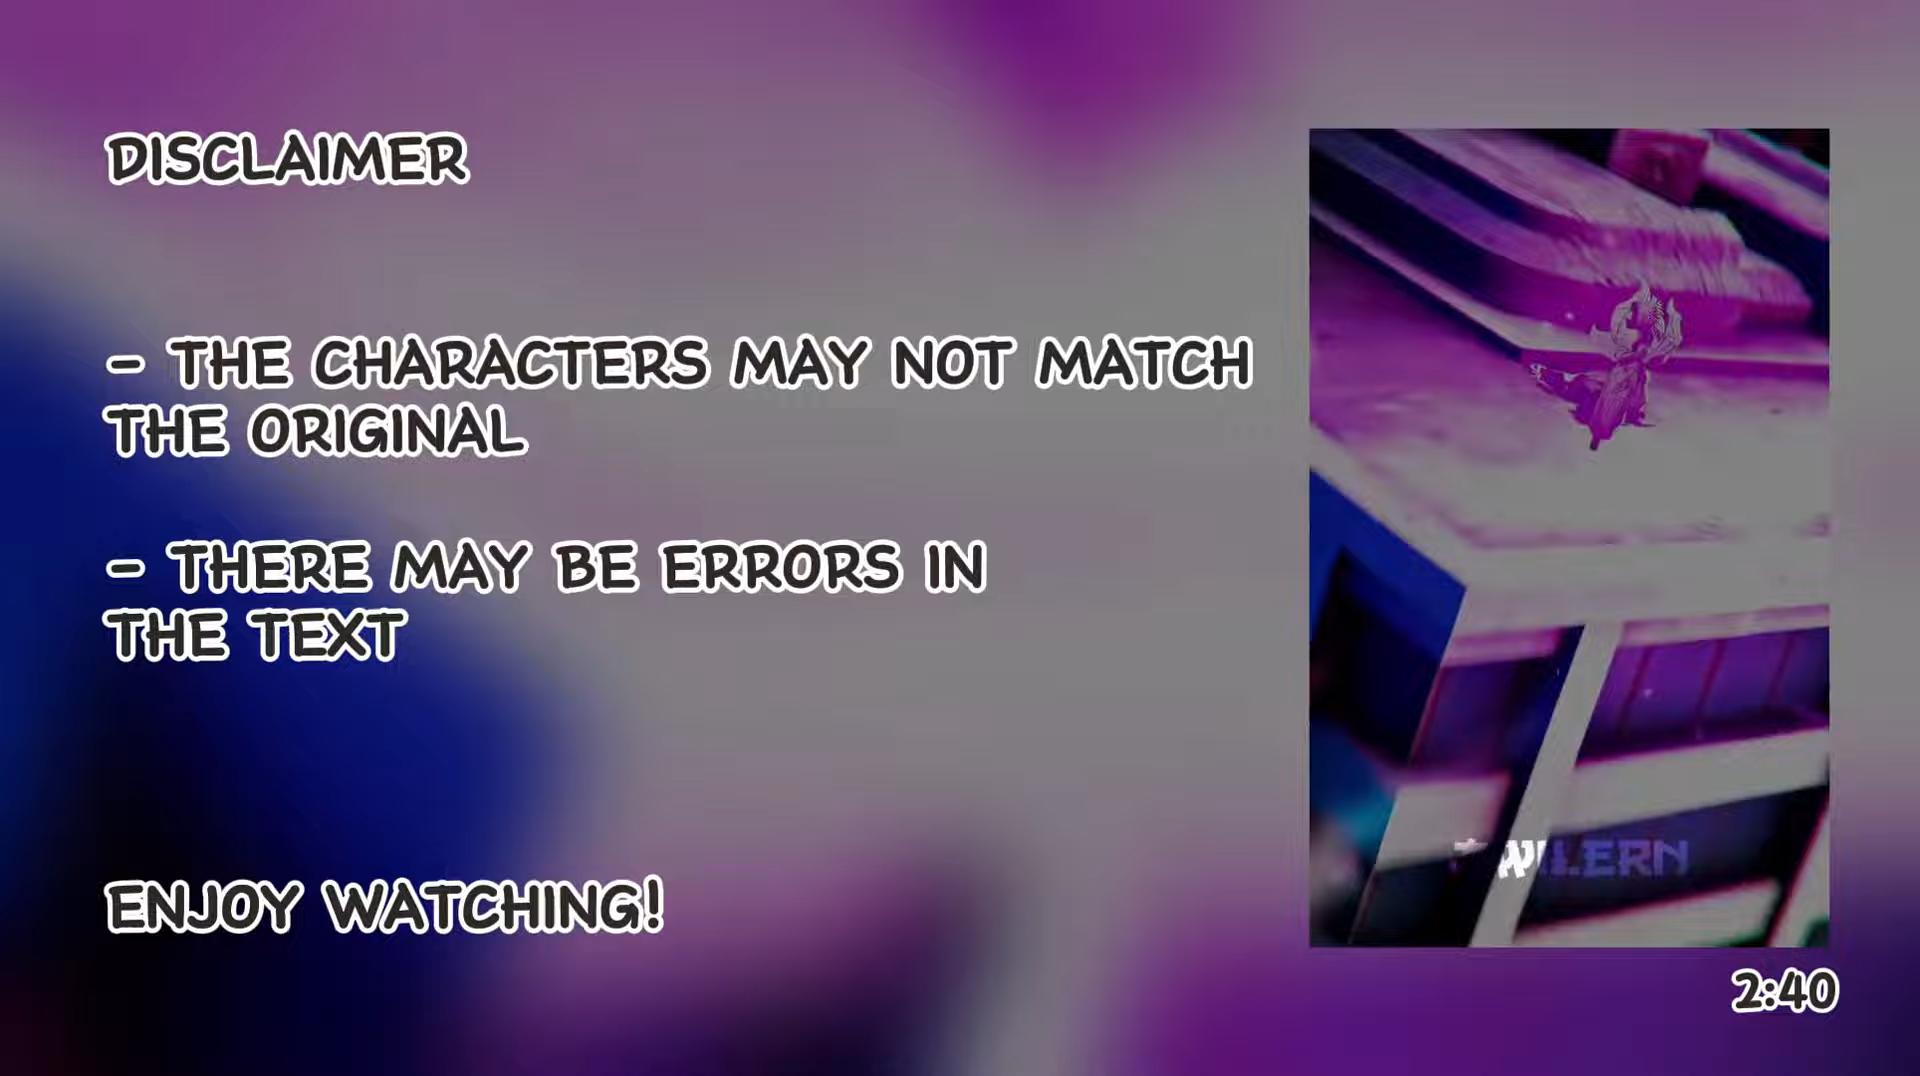 DISCLAIMER
- THE CHARACTERS MAY NOT MATCH
THE ORIGINAL
- THERE MAY BE ERRORS IN
THE TEXT
ENJOY WATCHING!
2:40